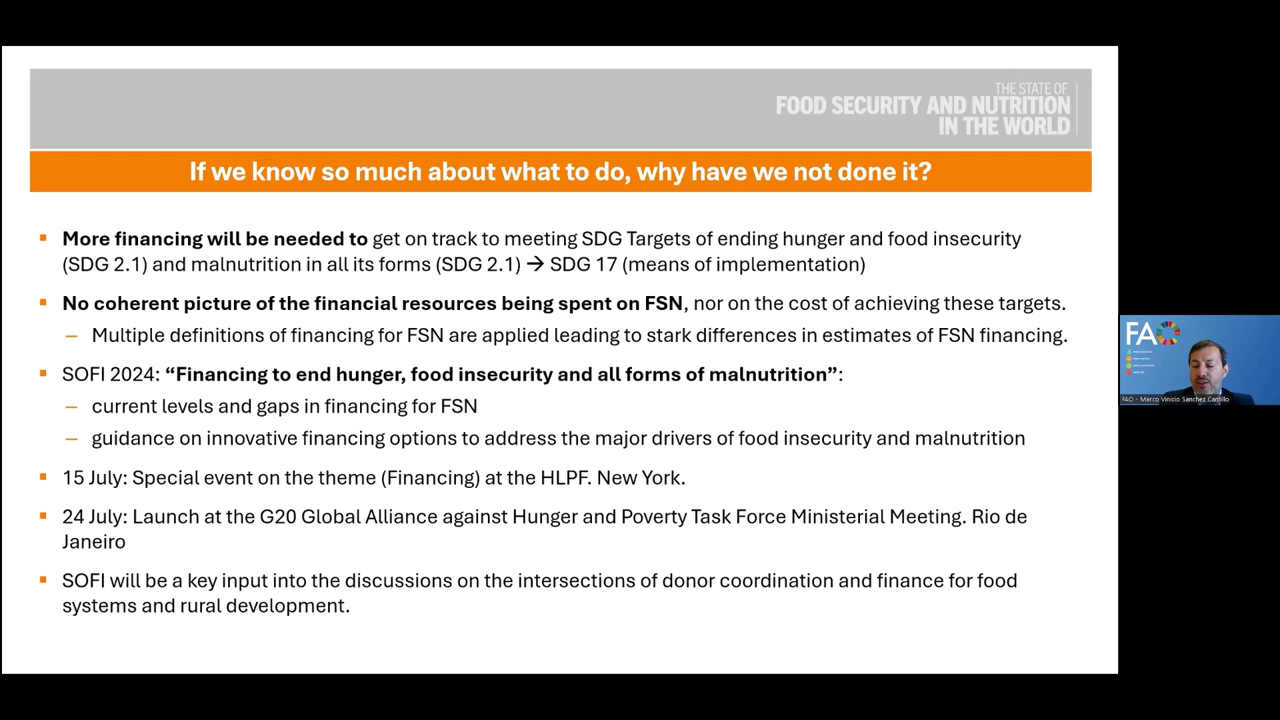 THE STATE OF
FOOD SECURITY AND NUTRITION
IN THE WORLD
If we know so much about what to do, why have we not done it?
▪ More financing will be needed to get on track to meeting SDG Targets of ending hunger and food insecurity
(SDG 2.1) and malnutrition in all its forms (SDG 2.1) → SDG 17 (means of implementation)
▪ No coherent picture of the financial resources being spent on FSN, nor on the cost of achieving these targets.
– Multiple definitions of financing for FSN are applied leading to stark differences in estimates of FSN financing.
▪ SOFI 2024: “Financing to end hunger, food insecurity and all forms of malnutrition”:
– current levels and gaps in financing for FSN
– guidance on innovative financing options to address the major drivers of food insecurity and malnutrition
▪ 15 July: Special event on the theme (Financing) at the HLPF. New York.
▪ 24 July: Launch at the G20 Global Alliance against Hunger and Poverty Task Force Ministerial Meeting. Rio de
Janeiro
▪ SOFI will be a key input into the discussions on the intersections of donor coordination and finance for food
systems and rural development.
FAO
FAO - Marco Vinicio Sanchez Cantillo